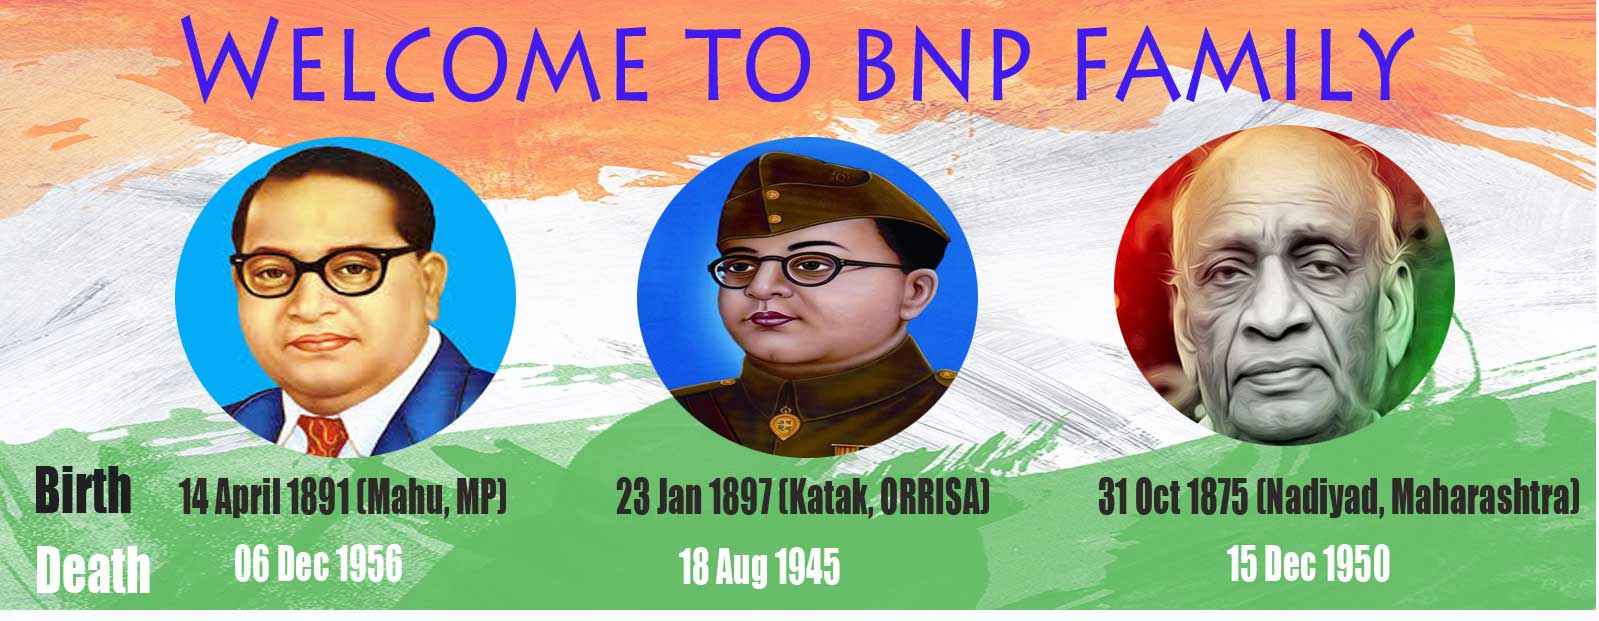 WELCOME TO BNP FAMILY
Birth 14 April 1891 (Mahu, MP) 23 Jan 1897 (Katak, ORRISA) 31 Oct 1875 (Nadiyad, Maharashtra)
Death 06 Dec 1956 18 Aug 1945 15 Dec 1950